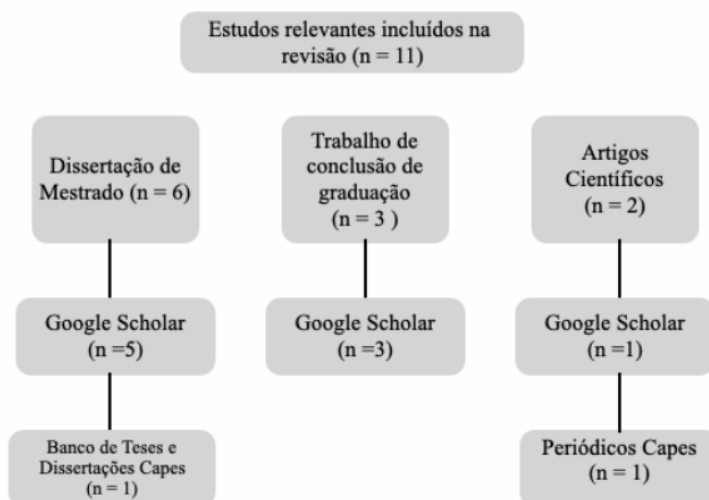 Estudos relevantes incluídos na
revisão (n = 11)
Dissertação de
Mestrado (n = 6)
Trabalho de
conclusão de
graduação
(n = 3 )
Artigos
Científicos
(n = 2)
Google Scholar
(n =5)
Google Scholar
(n =3)
Google Scholar
(n =1)
Banco de Teses e
Dissertações Capes
(n = 1)
Periódicos Capes
(n = 1)